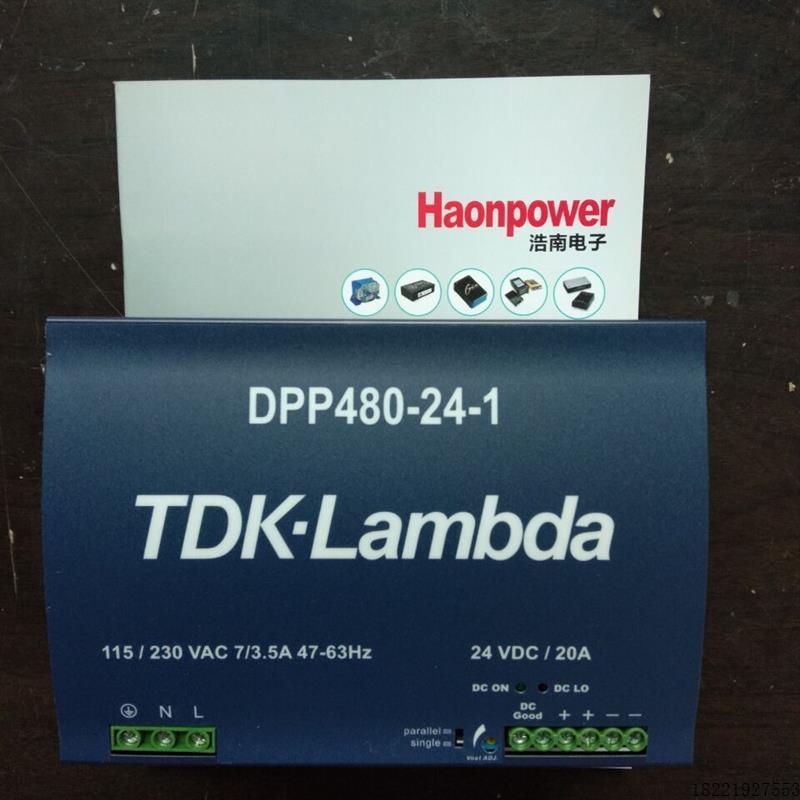 Haonpower
浩南电子
DPP480-24-1
TDK·Lambda
115 / 230 VAC 7/3.5A 47-63Hz
24 VDC / 20A
DC ON
DC LO
N L
DC
Good
+ + − −
parallel
single
Vout ADJ.
18221927553